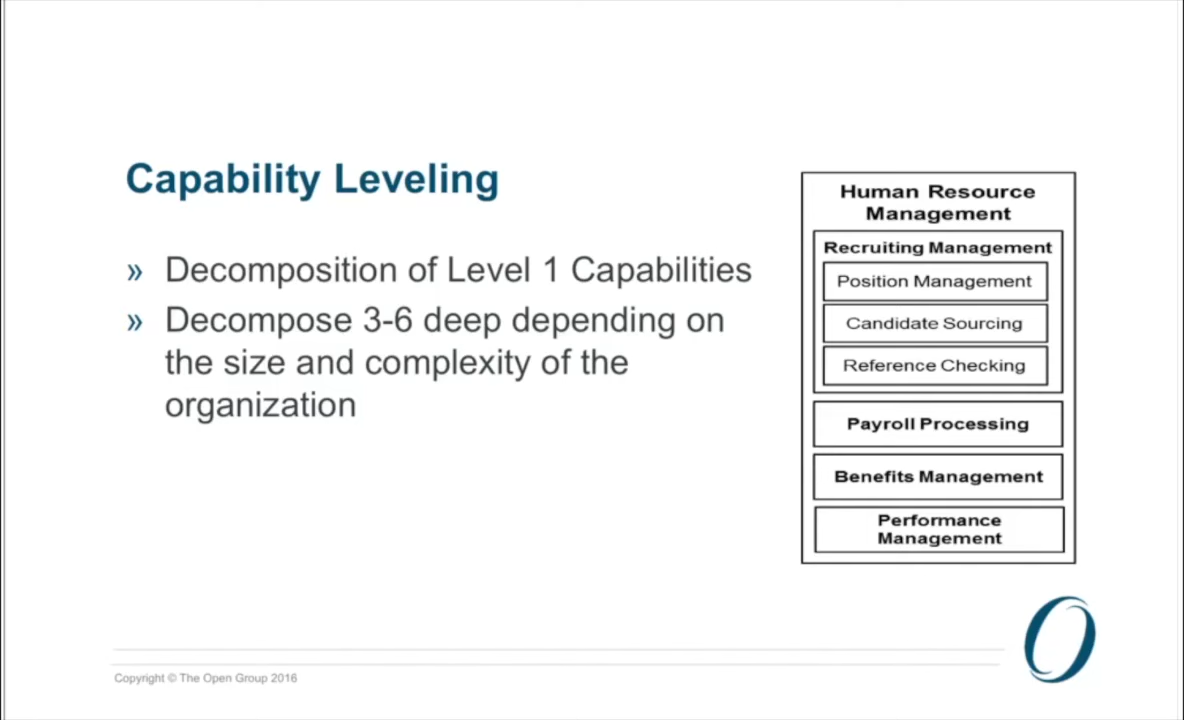 Capability Leveling
» Decomposition of Level 1 Capabilities
» Decompose 3-6 deep depending on
the size and complexity of the
organization
Human Resource
Management
Recruiting Management
Position Management
Candidate Sourcing
Reference Checking
Payroll Processing
Benefits Management
Performance
Management
Copyright © The Open Group 2016